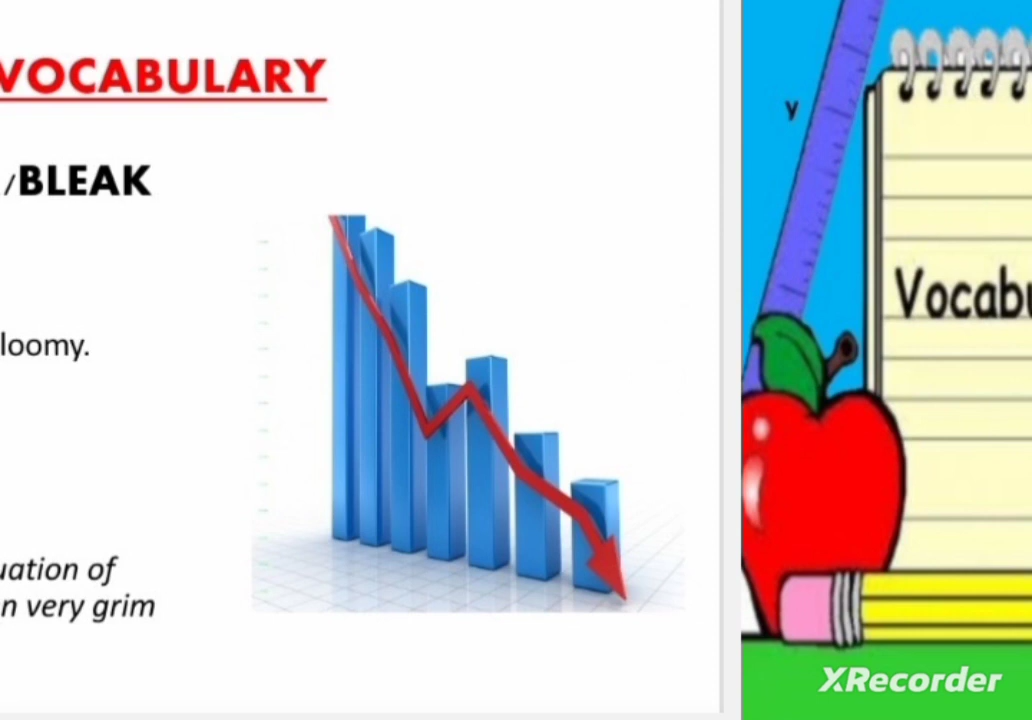 VOCABULARY
/BLEAK
loomy.
uation of
n very grim
y
Vocabu
XRecorder